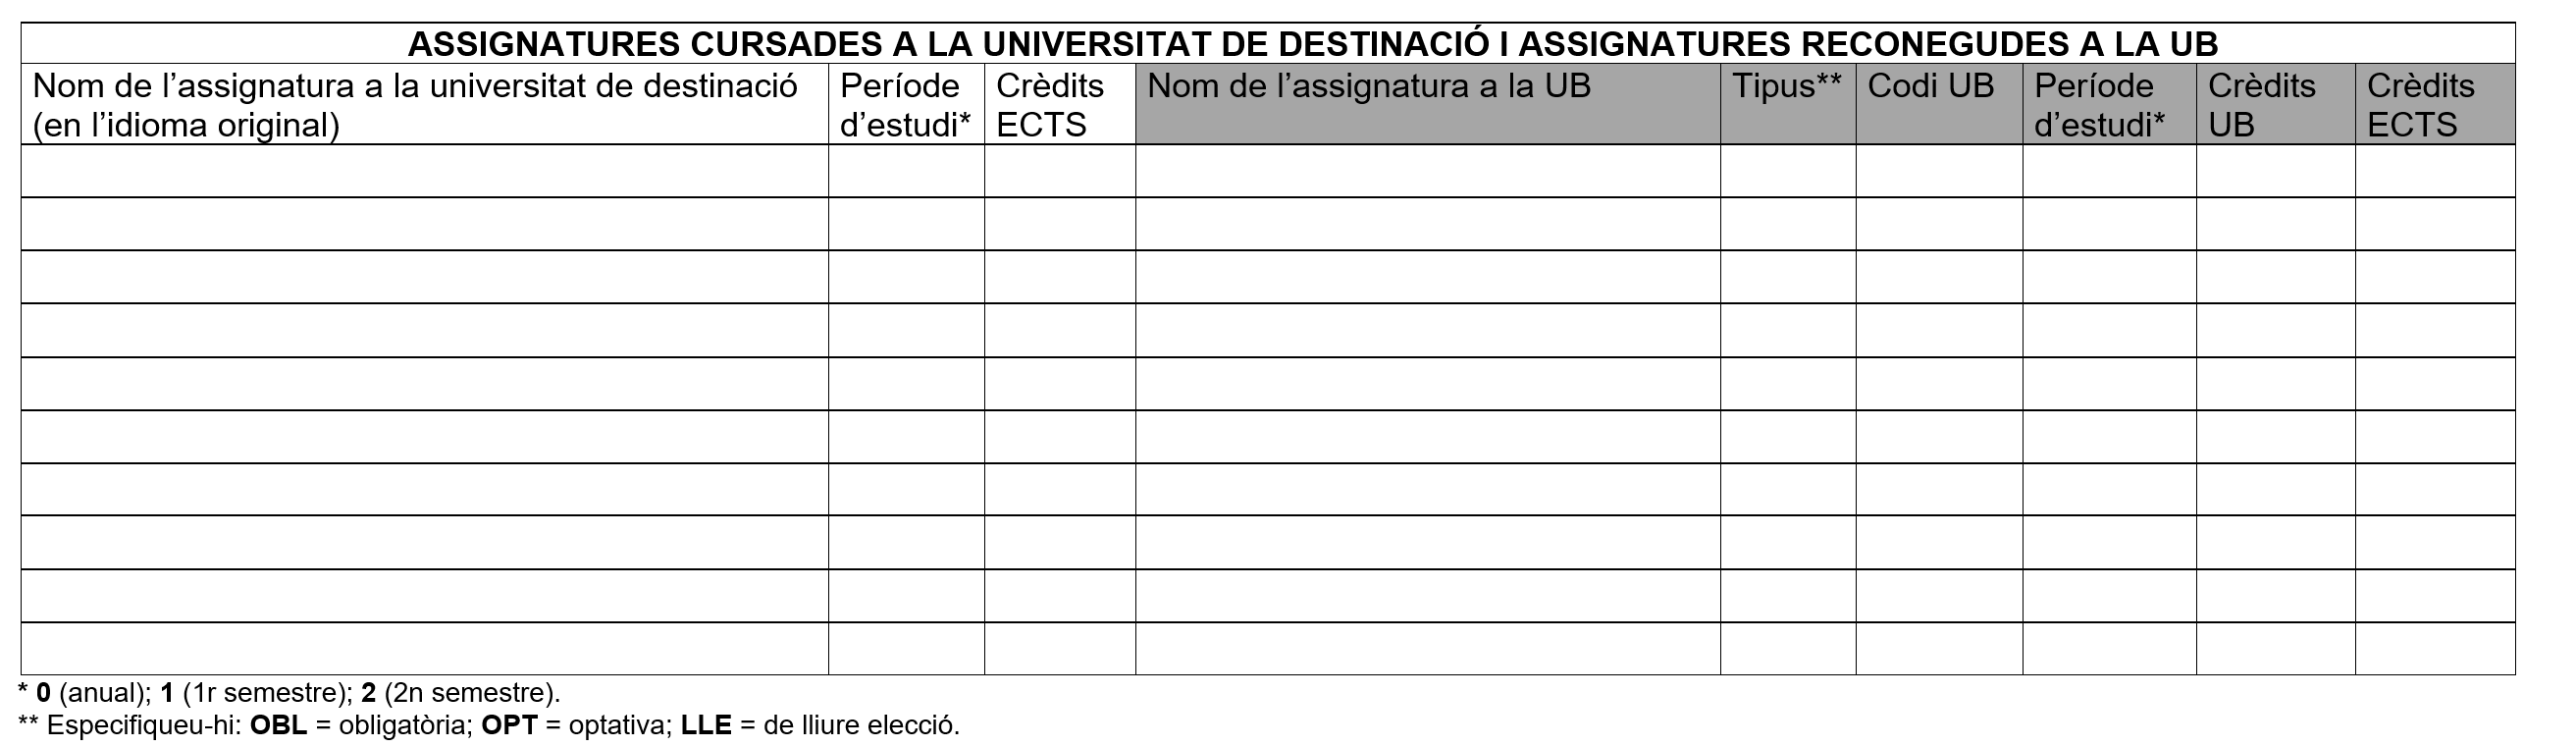 ASSIGNATURES CURSADES A LA UNIVERSITAT DE DESTINACIÓ I ASSIGNATURES RECONEGUDES A LA UB
Nom de l’assignatura a la universitat de destinació
(en l’idioma original)
Període
d’estudi*
Crèdits
ECTS
Nom de l’assignatura a la UB
Tipus**
Codi UB
Període
d’estudi*
Crèdits
UB
Crèdits
ECTS
* 0 (anual); 1 (1r semestre); 2 (2n semestre).
** Especifiqueu-hi: OBL = obligatòria; OPT = optativa; LLE = de lliure elecció.